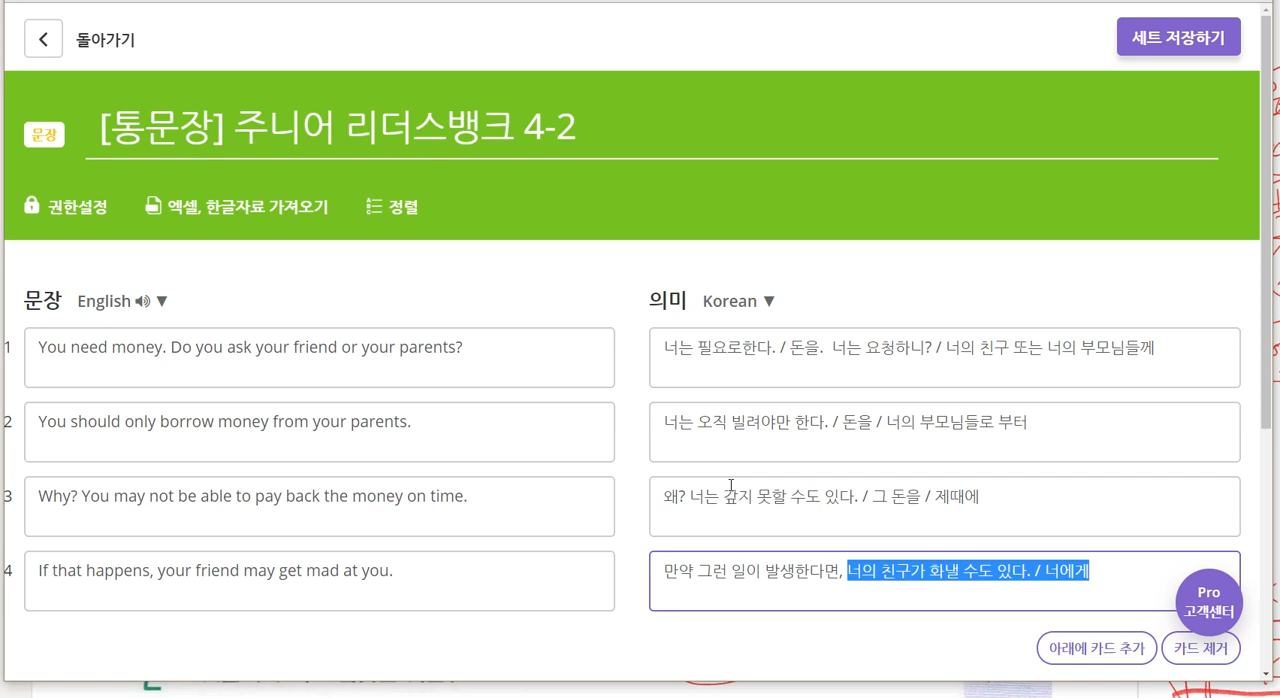 돌아가기
세트 저장하기
문장
[통문장] 주니어 리더스뱅크 4-2
권한설정
엑셀, 한글자료 가져오기
정렬
문장 English ▼
의미 Korean ▼
1 You need money. Do you ask your friend or your parents?
너는 필요로한다. / 돈을. 너는 요청하니? / 너의 친구 또는 너의 부모님들께
2 You should only borrow money from your parents.
너는 오직 빌려야만 한다. / 돈을 / 너의 부모님들로 부터
3 Why? You may not be able to pay back the money on time.
왜? 너는 갚지 못할 수도 있다. / 그 돈을 / 제때에
4 If that happens, your friend may get mad at you.
만약 그런 일이 발생한다면, 너의 친구가 화낼 수도 있다. / 너에게
Pro
고객센터
아래에 카드 추가
카드 제거